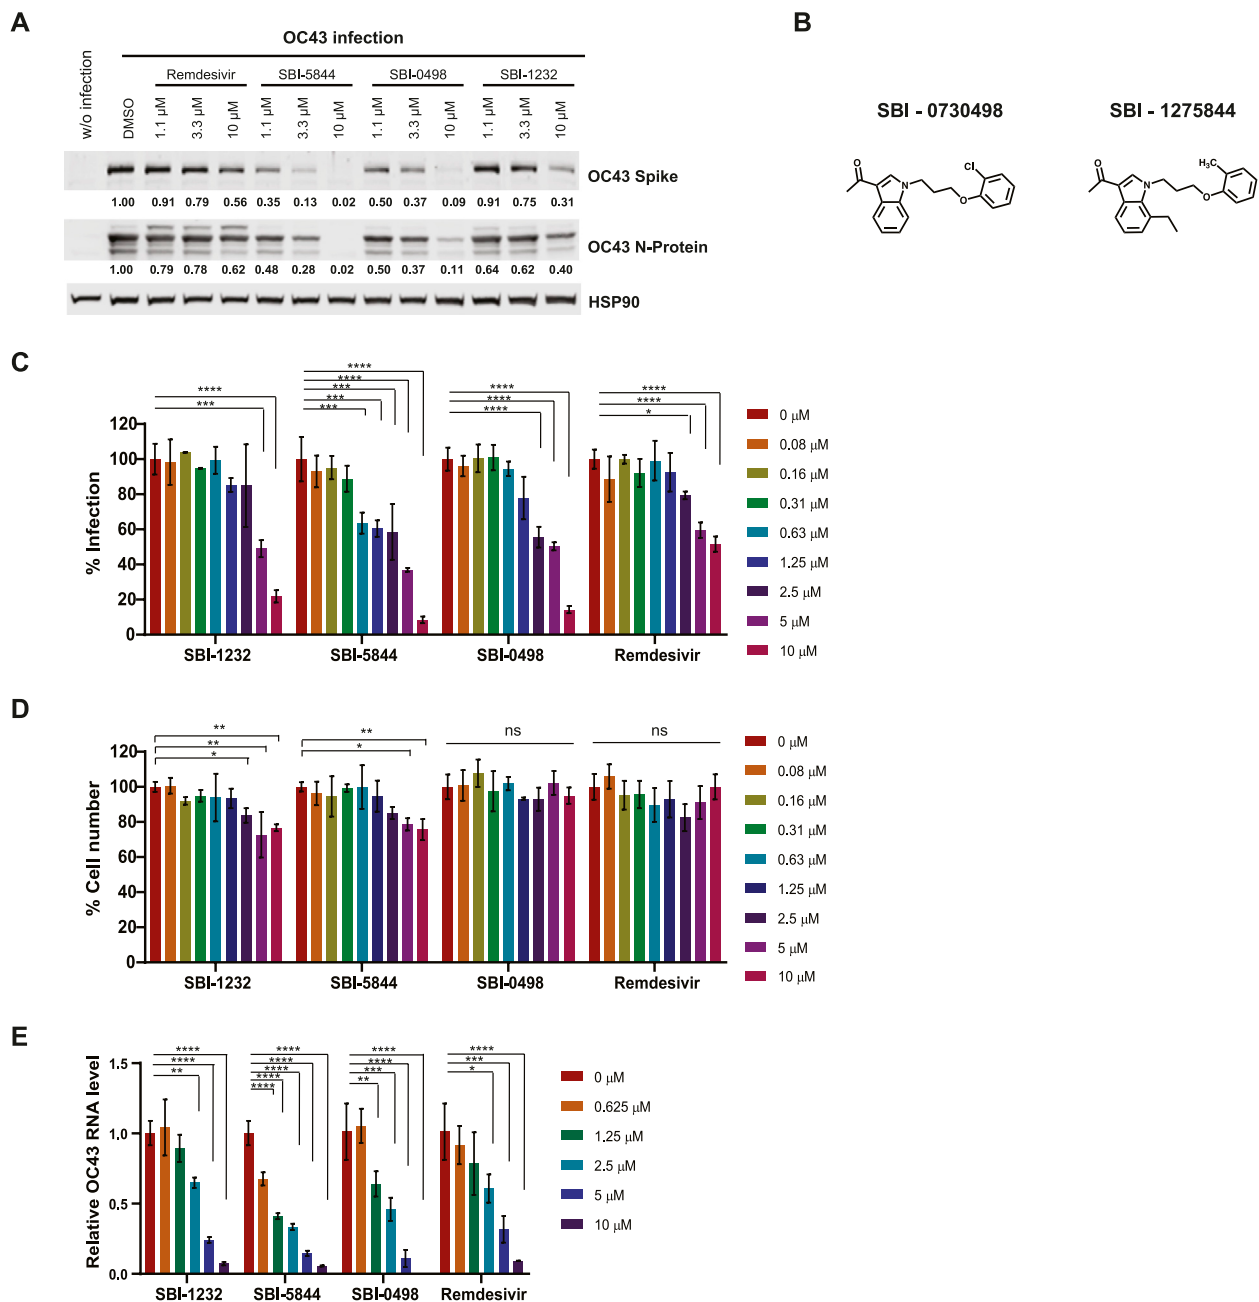 A
OC43 infection
w/o infection
DMSO
Remdesivir
SBI-5844
SBI-0498
SBI-1232
1.1 µM
3.3 µM
10 µM
1.1 µM
3.3 µM
10 µM
1.1 µM
3.3 µM
10 µM
1.1 µM
3.3 µM
10 µM
OC43 Spike
1.00 0.91 0.79 0.56 0.35 0.13 0.02 0.50 0.37 0.09 0.91 0.75 0.31
OC43 N-Protein
1.00 0.79 0.78 0.62 0.48 0.28 0.02 0.50 0.37 0.11 0.64 0.62 0.40
HSP90
B
SBI - 0730498
SBI - 1275844
O
N
O
Cl
O
N
O
H₃C
C
% Infection
120
100
80
60
40
20
0
****
***
****
****
***
***
***
****
****
****
****
****
*
SBI-1232
SBI-5844
SBI-0498
Remdesivir
0 µM
0.08 µM
0.16 µM
0.31 µM
0.63 µM
1.25 µM
2.5 µM
5 µM
10 µM
D
% Cell number
120
100
80
60
40
20
0
**
**
*
**
*
ns
ns
SBI-1232
SBI-5844
SBI-0498
Remdesivir
0 µM
0.08 µM
0.16 µM
0.31 µM
0.63 µM
1.25 µM
2.5 µM
5 µM
10 µM
E
Relative OC43 RNA level
1.5
1.0
0.5
0.0
****
****
**
****
****
****
****
****
****
****
***
**
****
***
*
SBI-1232
SBI-5844
SBI-0498
Remdesivir
0 µM
0.625 µM
1.25 µM
2.5 µM
5 µM
10 µM